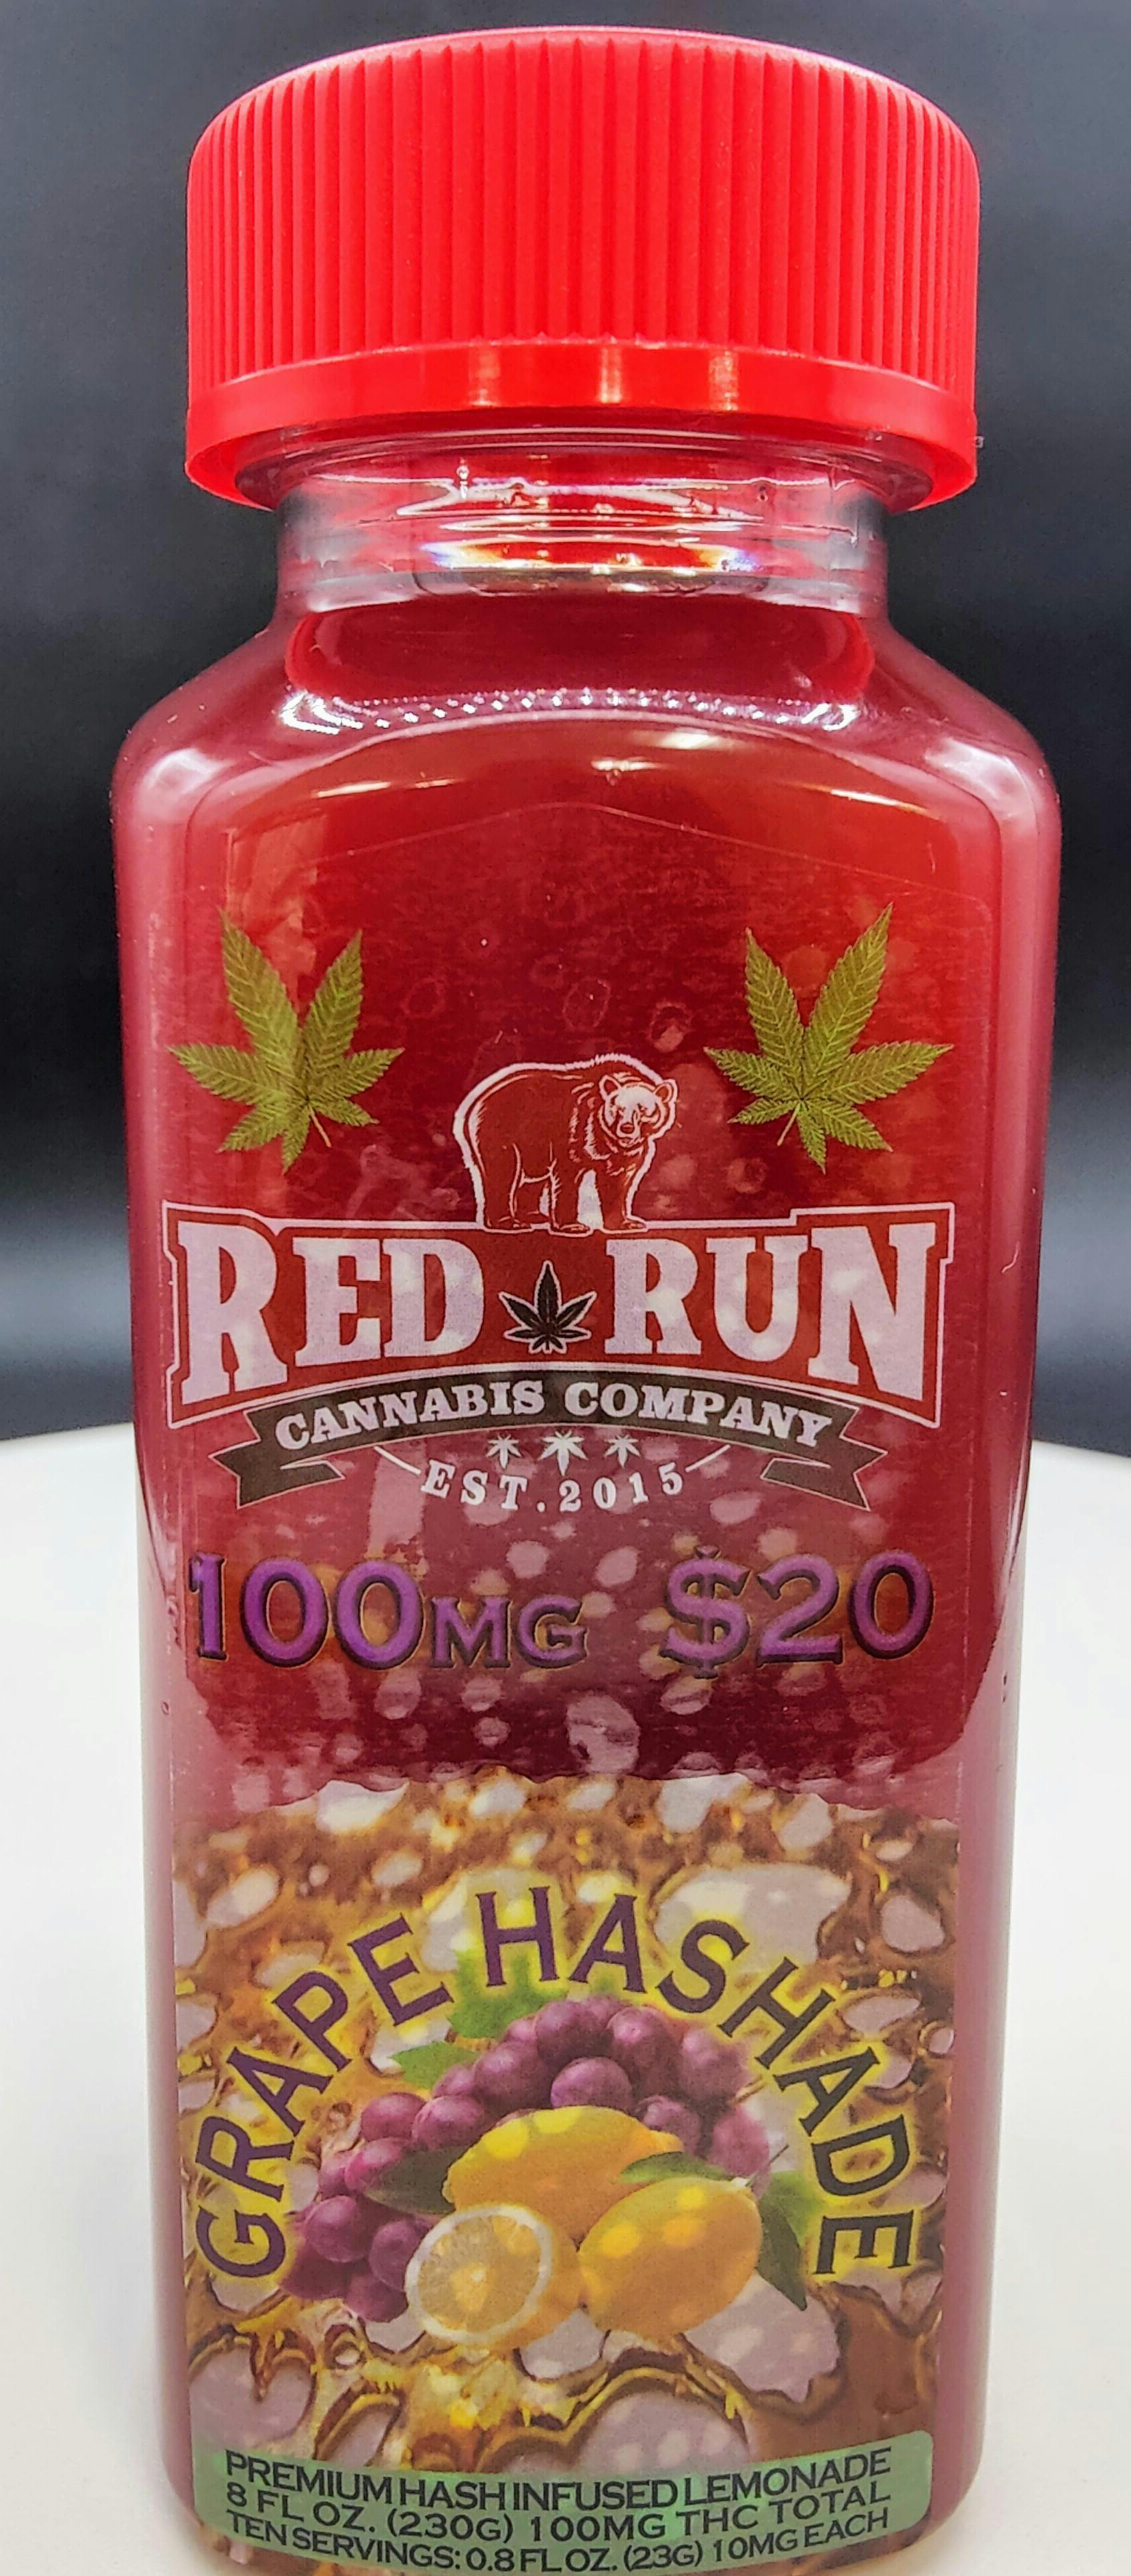 RED RUN
CANNABIS COMPANY
EST. 2015
100MG $20
GRAPE HASHADE
PREMIUM HASH INFUSED LEMONADE
8 FL OZ. (230G) 100MG THC TOTAL
TEN SERVINGS: 0.8 FL OZ. (23G) 10MG EACH